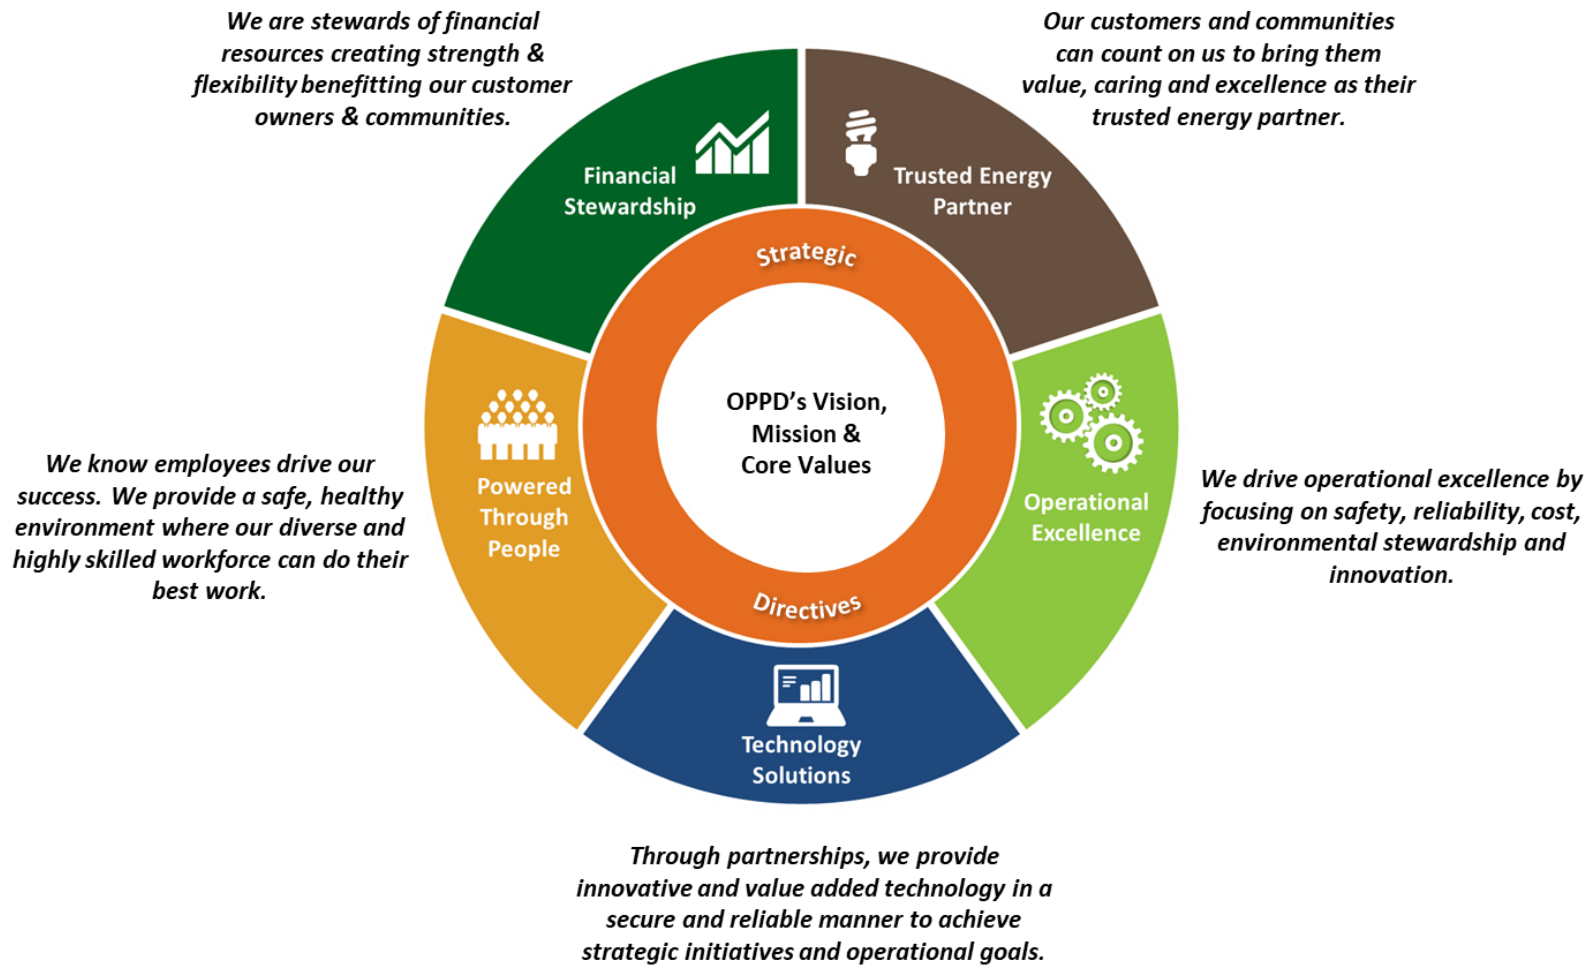 We are stewards of financial
resources creating strength &
flexibility benefitting our customer
owners & communities.
Our customers and communities
can count on us to bring them
value, caring and excellence as their
trusted energy partner.
Financial
Stewardship
Trusted Energy
Partner
Strategic
OPPD's Vision,
Mission &
Core Values
Directives
Powered
Through
People
Operational
Excellence
We know employees drive our
success. We provide a safe, healthy
environment where our diverse and
highly skilled workforce can do their
best work.
We drive operational excellence by
focusing on safety, reliability, cost,
environmental stewardship and
innovation.
Technology
Solutions
Through partnerships, we provide
innovative and value added technology in a
secure and reliable manner to achieve
strategic initiatives and operational goals.